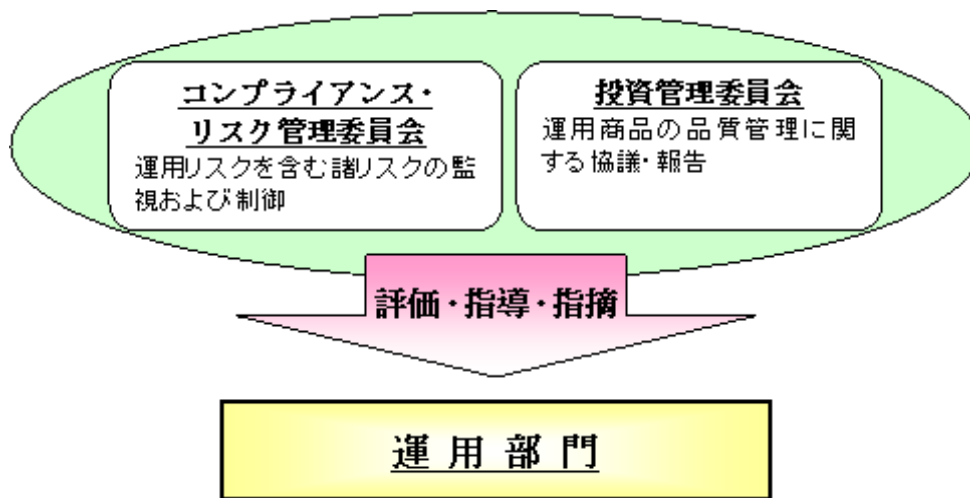 コンプライアンス・
リスク管理委員会
運用リスクを含む諸リスクの監
視および制御
投資管理委員会
運用商品の品質管理に関
する協議・報告
評価・指導・指摘
運用部門